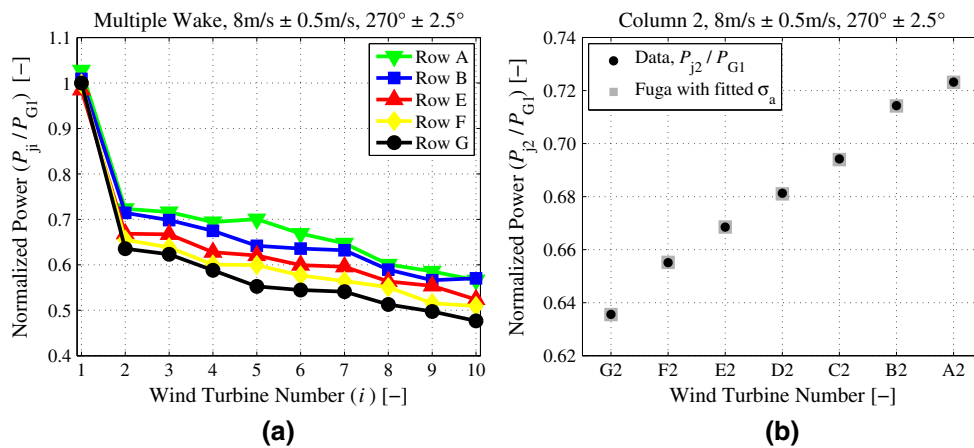 Multiple Wake, 8m/s ± 0.5m/s, 270° ± 2.5°
Normalized Power (P_ji / P_G1) [−]
1.1
1
0.9
0.8
0.7
0.6
0.5
0.4
Row A
Row B
Row E
Row F
Row G
1 2 3 4 5 6 7 8 9 10
Wind Turbine Number (i) [−]
(a)
Column 2, 8m/s ± 0.5m/s, 270° ± 2.5°
Normalized Power (P_j2 / P_G1) [−]
0.74
0.72
0.70
0.68
0.66
0.64
0.62
Data, P_j2 / P_G1
Fuga with fitted σ_a
G2 F2 E2 D2 C2 B2 A2
Wind Turbine Number [−]
(b)